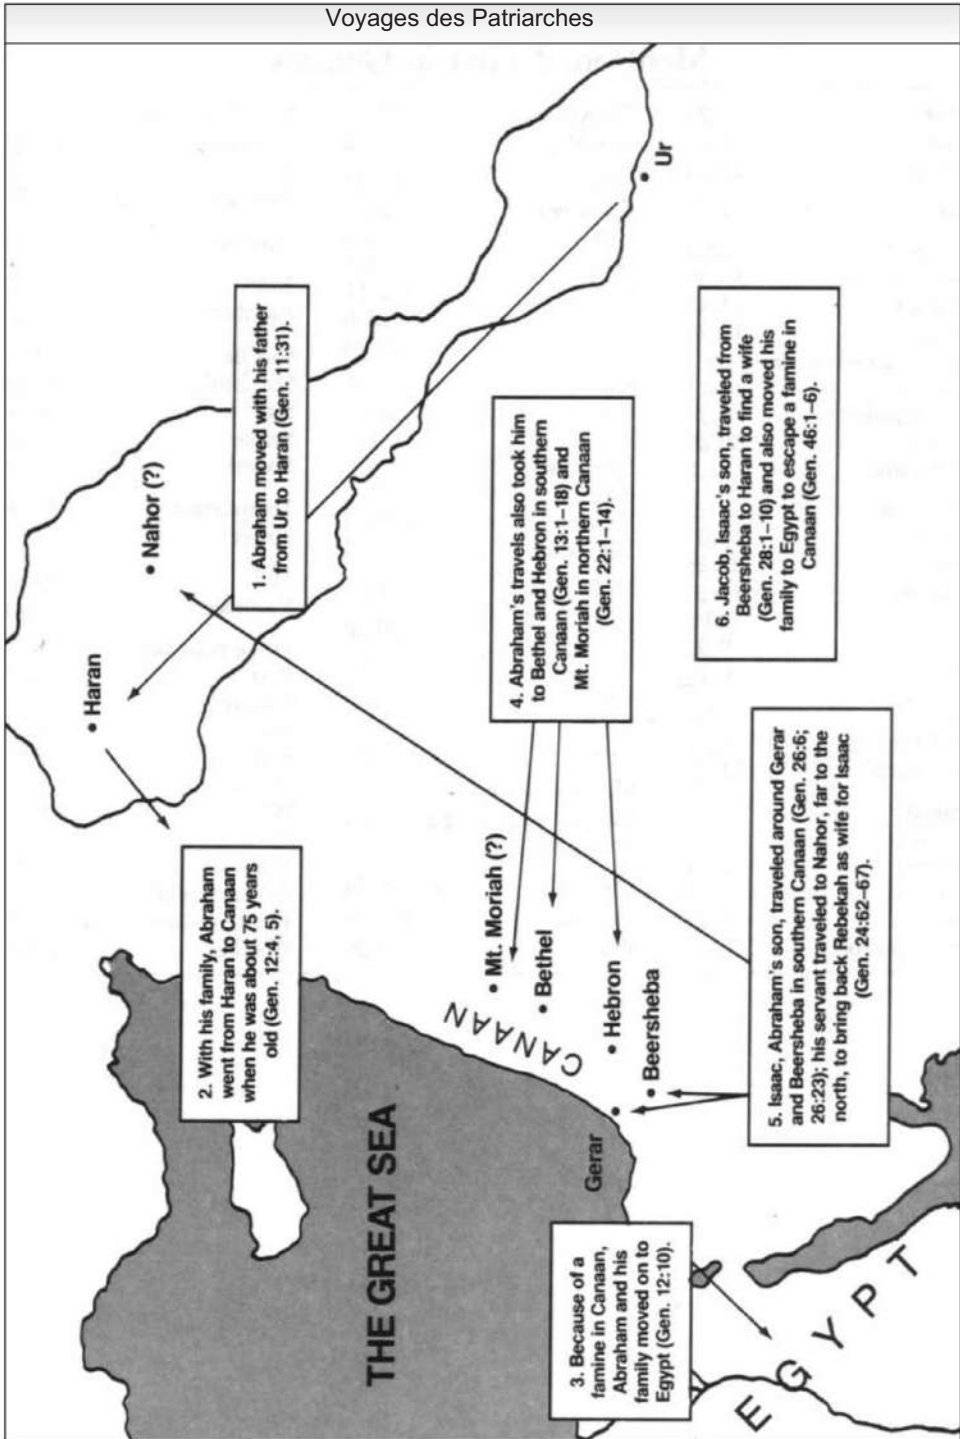 Voyages des Patriarches
1. Abraham moved with his father
from Ur to Haran (Gen. 11:31).
2. With his family, Abraham
went from Haran to Canaan
when he was about 75 years
old (Gen. 12:4, 5).
3. Because of a
famine in Canaan,
Abraham and his
family moved on to
Egypt (Gen. 12:10).
4. Abraham's travels also took him
to Bethel and Hebron in southern
Canaan (Gen. 13:1–18) and
Mt. Moriah in northern Canaan
(Gen. 22:1–14).
5. Isaac, Abraham's son, traveled around Gerar
and Beersheba in southern Canaan (Gen. 26:6;
26:23); his servant traveled to Nahor, far to the
north, to bring back Rebekah as wife for Isaac
(Gen. 24:62–67).
6. Jacob, Isaac's son, traveled from
Beersheba to Haran to find a wife
(Gen. 28:1–10) and also moved his
family to Egypt to escape a famine in
Canaan (Gen. 46:1–6).
Haran
Nahor (?)
Ur
THE GREAT SEA
CANAAN
Mt. Moriah (?)
Bethel
Hebron
Beersheba
Gerar
EGYPT